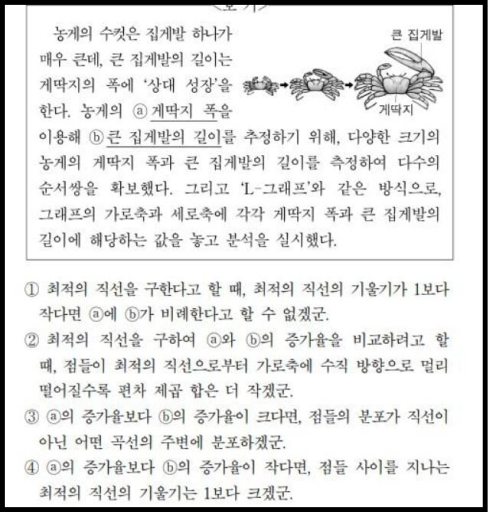 <보 기>
농게의 수컷은 집게발 하나가
큰 집게발
매우 큰데, 큰 집게발의 길이는
게딱지의 폭에 ‘상대 성장’을
한다. 농게의 ⓐ 게딱지 폭을
게딱지
이용해 ⓑ 큰 집게발의 길이를 추정하기 위해, 다양한 크기의
농게의 게딱지 폭과 큰 집게발의 길이를 측정하여 다수의
순서쌍을 확보했다. 그리고 ‘L-그래프’와 같은 방식으로,
그래프의 가로축과 세로축에 각각 게딱지 폭과 큰 집게발의
길이에 해당하는 값을 놓고 분석을 실시했다.
① 최적의 직선을 구한다고 할 때, 최적의 직선의 기울기가 1보다
작다면 ⓐ에 ⓑ가 비례한다고 할 수 없겠군.
② 최적의 직선을 구하여 ⓐ와 ⓑ의 증가율을 비교하려고 할
때, 점들이 최적의 직선으로부터 가로축에 수직 방향으로 멀리
떨어질수록 편차 제곱 합은 더 작겠군.
③ ⓐ의 증가율보다 ⓑ의 증가율이 크다면, 점들의 분포가 직선이
아닌 어떤 곡선의 주변에 분포하겠군.
④ ⓐ의 증가율보다 ⓑ의 증가율이 작다면, 점들 사이를 지나는
최적의 직선의 기울기는 1보다 크겠군.